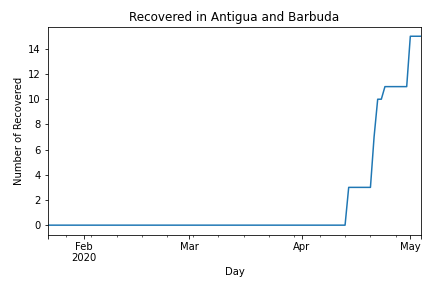 Recovered in Antigua and Barbuda
Number of Recovered
14
12
10
8
6
4
2
0
Feb
2020
Mar
Apr
May
Day